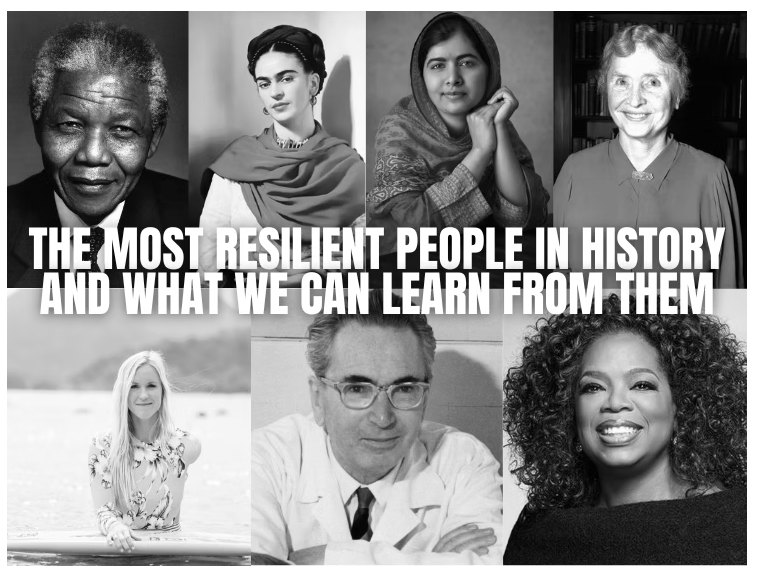 THE MOST RESILIENT PEOPLE IN HISTORY
AND WHAT WE CAN LEARN FROM THEM